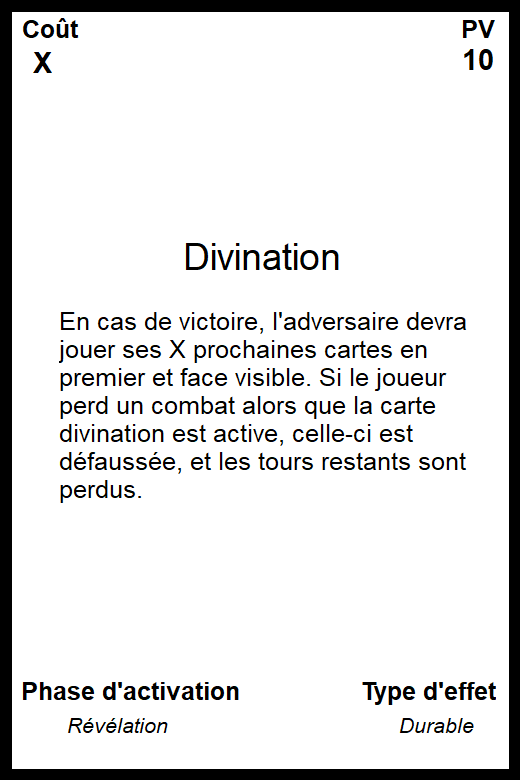 Coût PV
X 10
Divination
En cas de victoire, l'adversaire devra
jouer ses X prochaines cartes en
premier et face visible. Si le joueur
perd un combat alors que la carte
divination est active, celle-ci est
défaussée, et les tours restants sont
perdus.
Phase d'activation Type d'effet
Révélation Durable